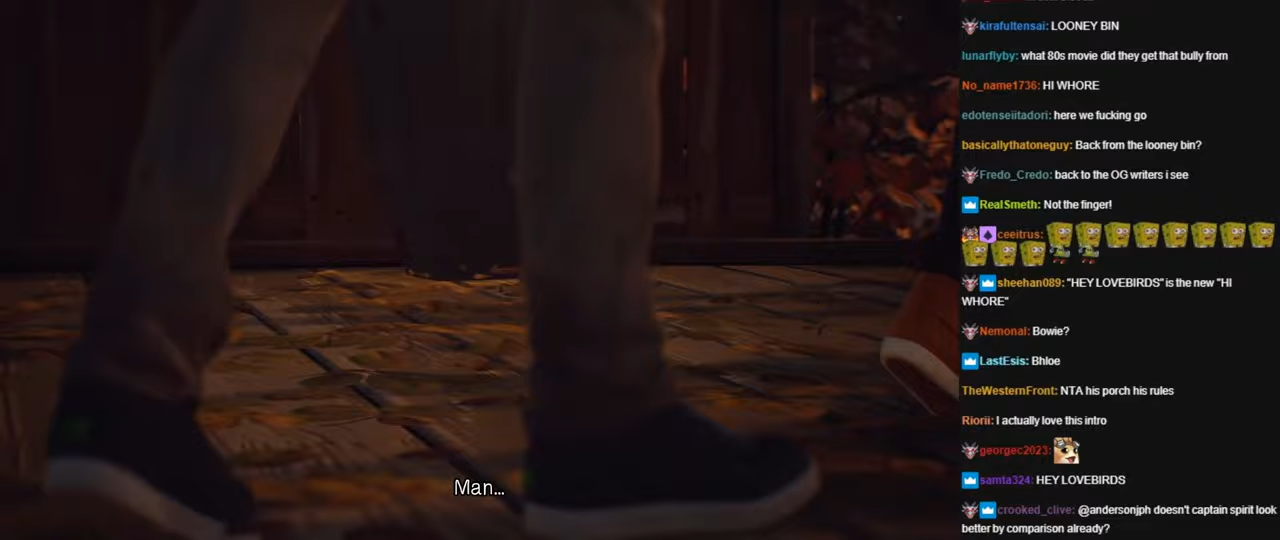 kirafultensai: LOONEY BIN
lunarflyby: what 80s movie did they get that bully from
No_name1736: HI WHORE
edotenseiitadori: here we fucking go
basicallythatoneguy: Back from the looney bin?
Fredo_Credo: back to the OG writers i see
RealSmeth: Not the finger!
ceeitrus:
sheehan089: "HEY LOVEBIRDS" is the new "HI
WHORE"
Nemonal: Bowie?
LastEsis: Bhloe
TheWesternFront: NTA his porch his rules
Riorii: I actually love this intro
georgec2023:
samta324: HEY LOVEBIRDS
crooked_clive: @andersonjph doesn't captain spirit look
better by comparison already?
Man...